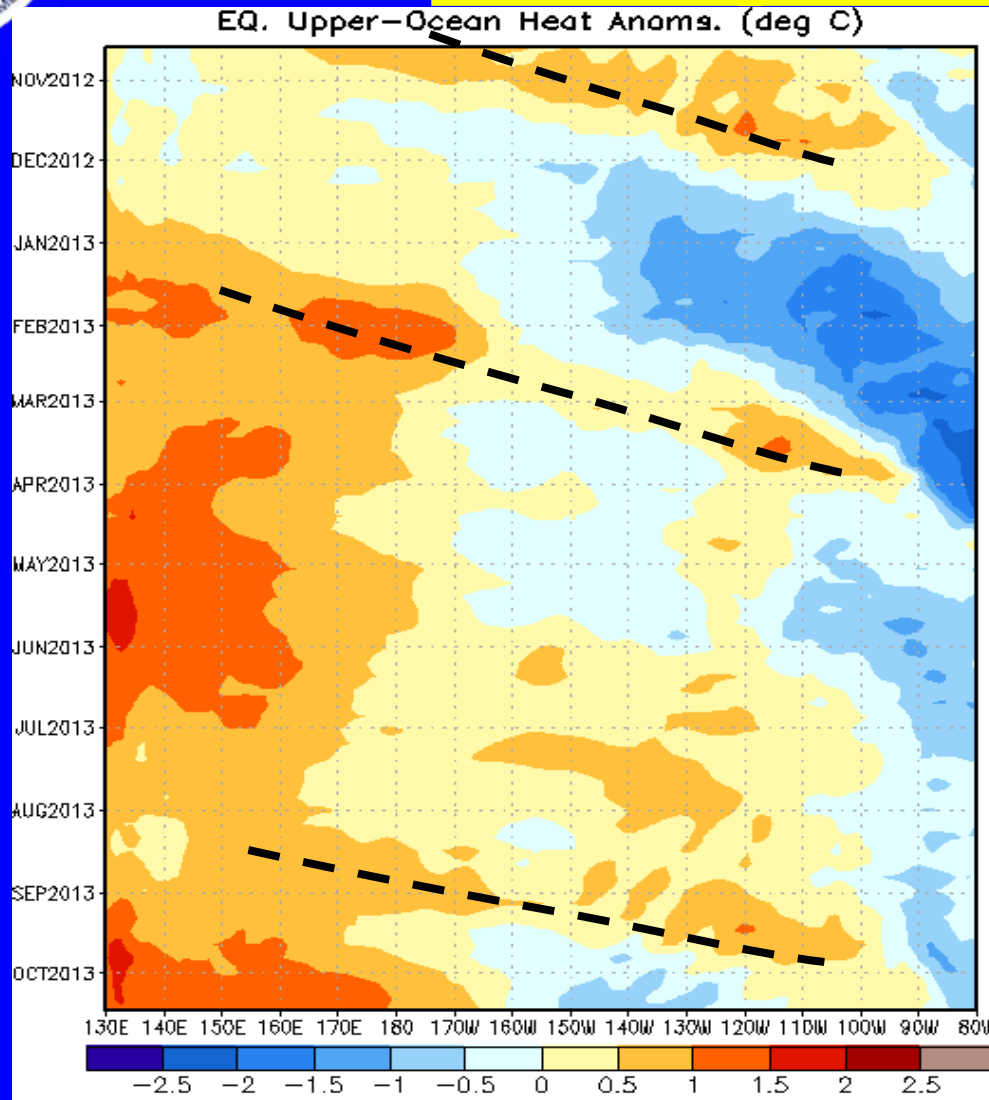 EQ. Upper-Ocean Heat Anoms. (deg C)
NOV2012
DEC2012
JAN2013
FEB2013
MAR2013
APR2013
MAY2013
JUN2013
JUL2013
AUG2013
SEP2013
OCT2013
130E 140E 150E 160E 170E 180 170W 160W 150W 140W 130W 120W 110W 100W 90W 80W
-2.5 -2 -1.5 -1 -0.5 0 0.5 1 1.5 2 2.5